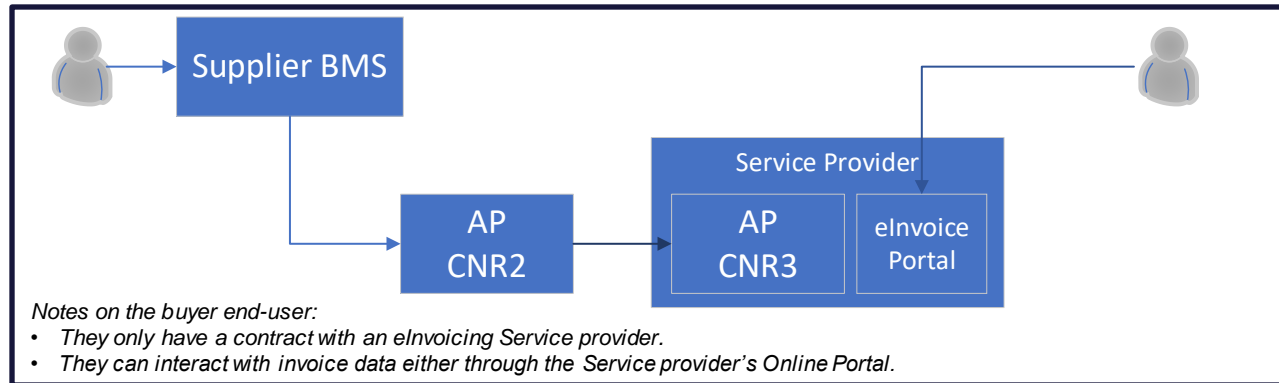 Supplier BMS
Service Provider
AP
CNR2
AP
CNR3
eInvoice
Portal
Notes on the buyer end-user:
• They only have a contract with an eInvoicing Service provider.
• They can interact with invoice data either through the Service provider's Online Portal.